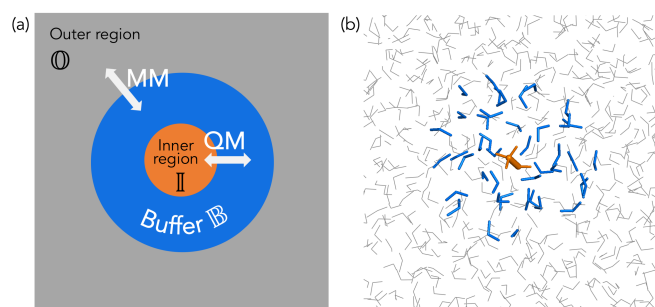 (a)
Outer region
𝕆
MM
QM
Inner
region
𝕀
Buffer 𝔹
(b)